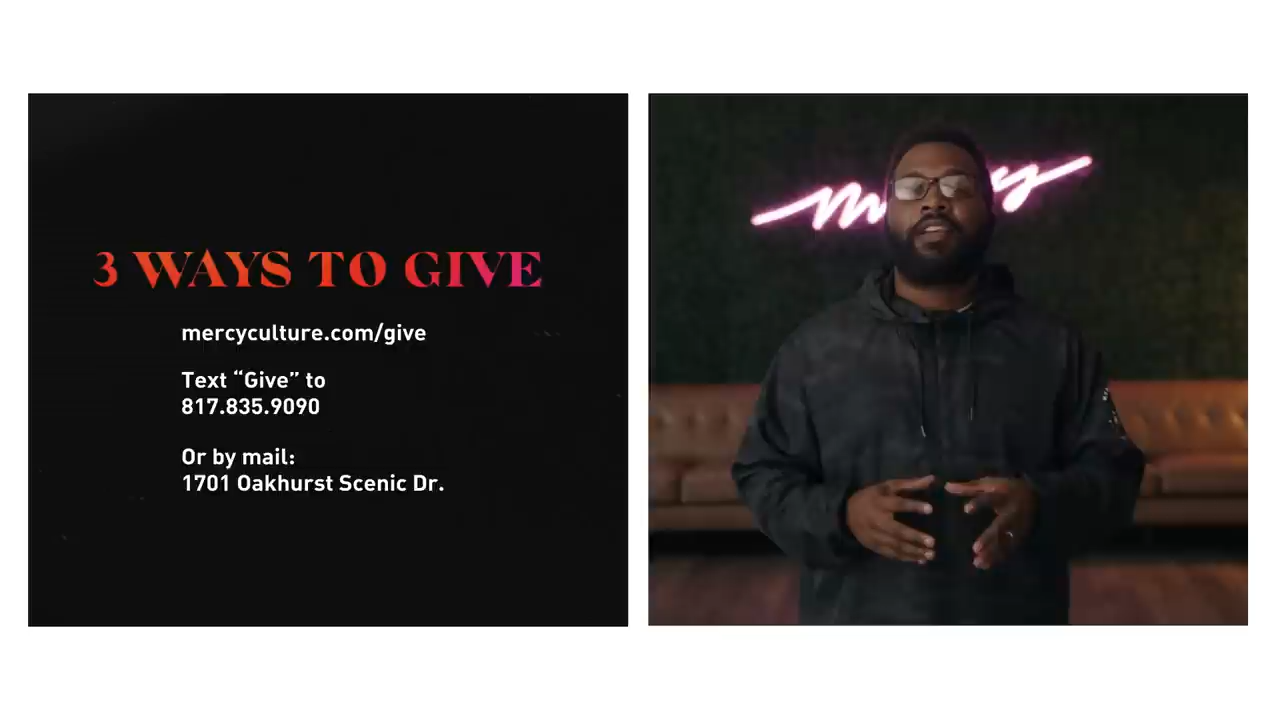 3 WAYS TO GIVE
mercyculture.com/give
Text “Give” to
817.835.9090
Or by mail:
1701 Oakhurst Scenic Dr.